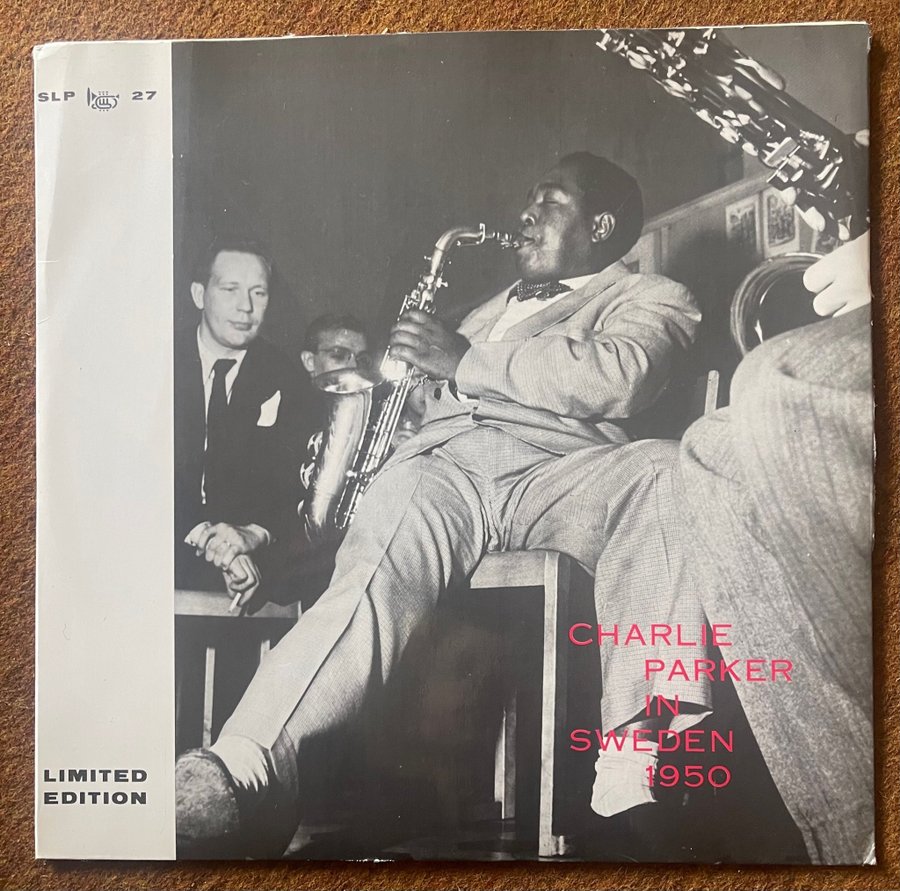 SLP 27
LIMITED
EDITION
CHARLIE
PARKER
IN
SWEDEN
1950